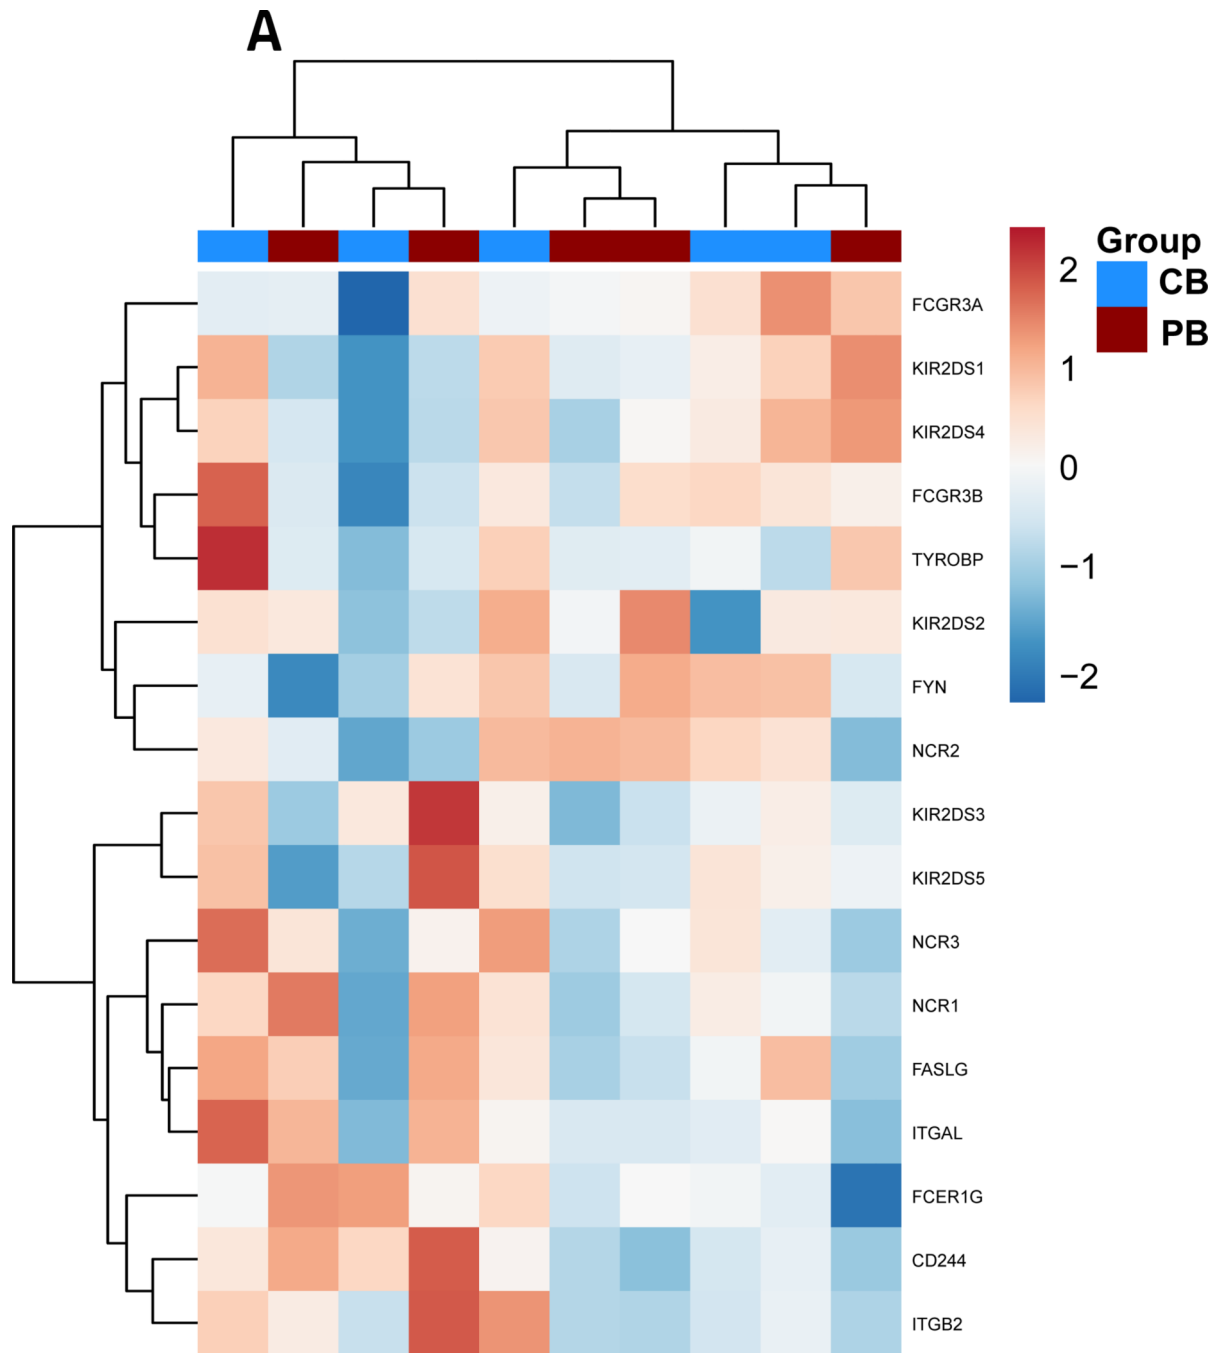 A
Group
CB
PB
2
1
0
−1
−2
FCGR3A
KIR2DS1
KIR2DS4
FCGR3B
TYROBP
KIR2DS2
FYN
NCR2
KIR2DS3
KIR2DS5
NCR3
NCR1
FASLG
ITGAL
FCER1G
CD244
ITGB2